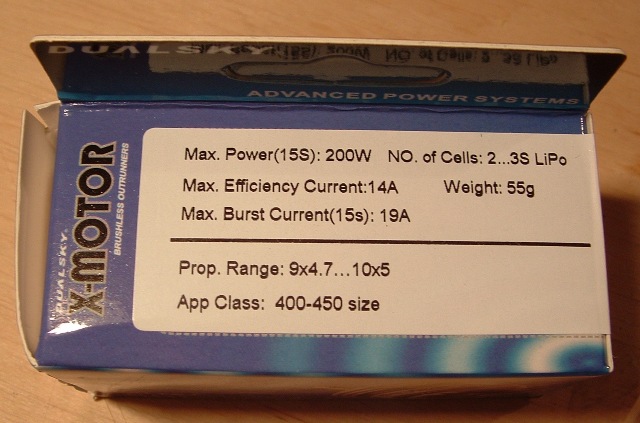 DUALSKY
ADVANCED POWER SYSTEMS
DUALSKY
X-MOTOR
BRUSHLESS OUTRUNNERS
Max. Power(15S): 200W NO. of Cells: 2...3S LiPo
Max. Efficiency Current:14A Weight: 55g
Max. Burst Current(15s): 19A
Prop. Range: 9x4.7...10x5
App Class: 400-450 size